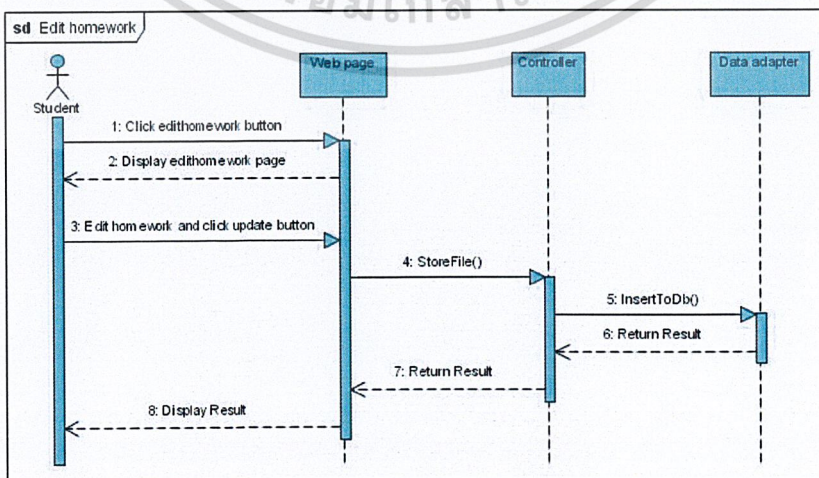 sd Edit homework
Web page
Controller
Data adapter
Student
1: Click edithomework button
2: Display edithomework page
3: Edit homework and click update button
4: StoreFile()
5: InsertToDb()
6: Return Result
7: Return Result
8: Display Result